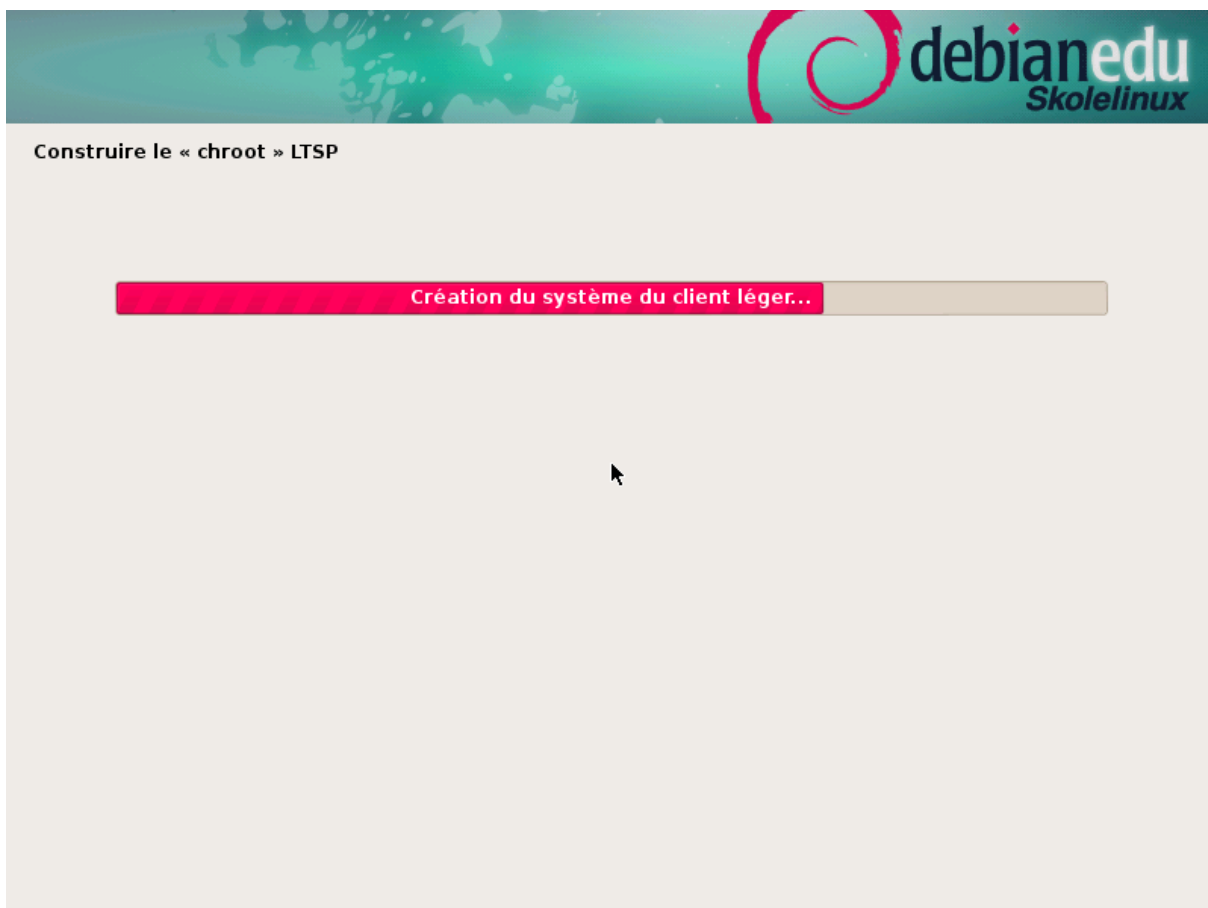 debianedu
Skolelinux
Construire le « chroot » LTSP
Création du système du client léger...